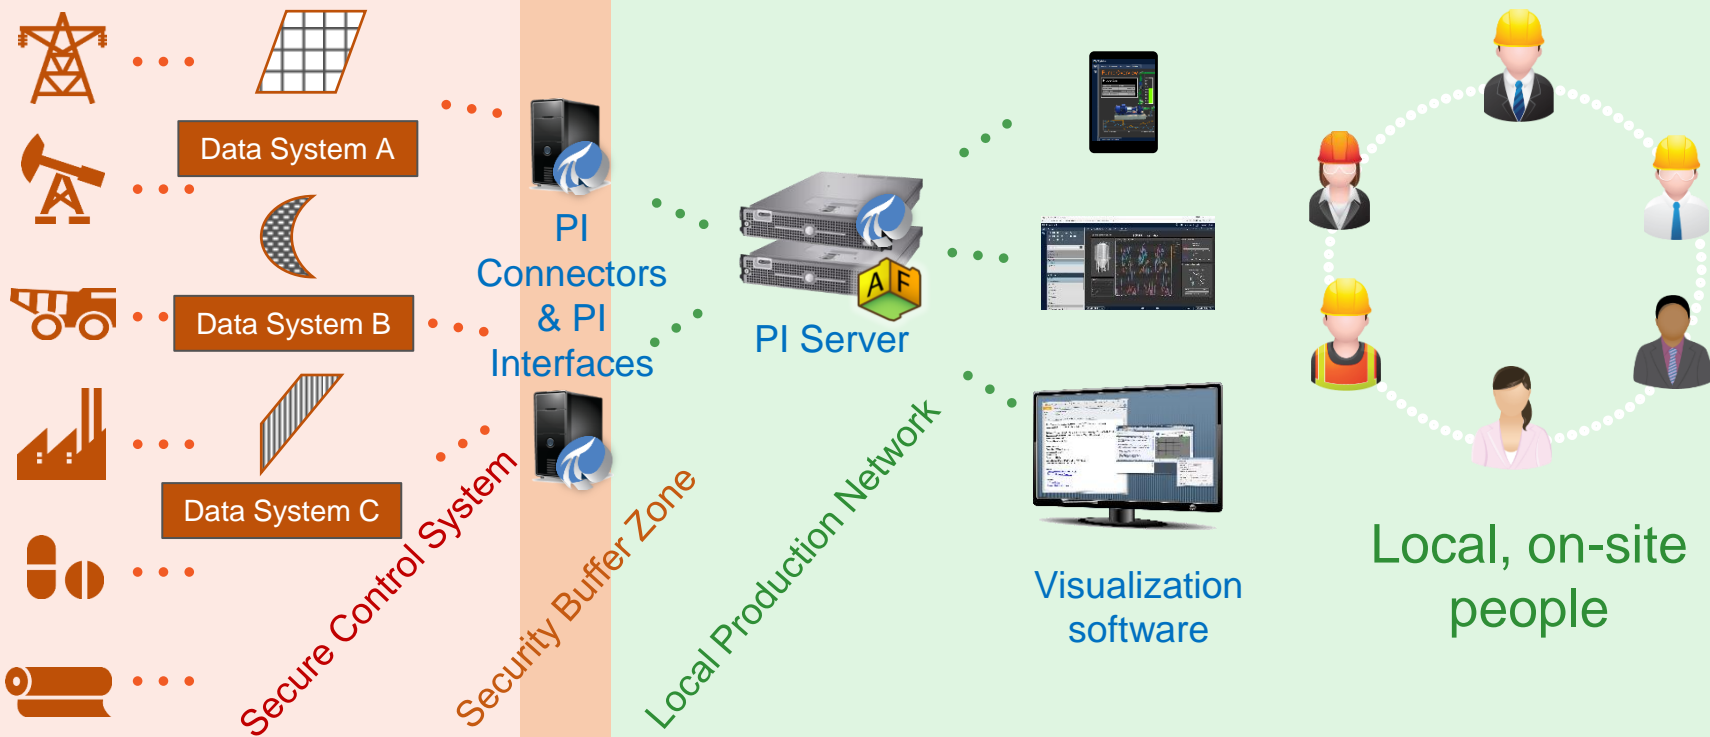 Data System A
Data System B
Data System C
PI
Connectors
& PI
Interfaces
AF
PI Server
Visualization
software
Local, on-site
people
Secure Control System
Security Buffer Zone
Local Production Network